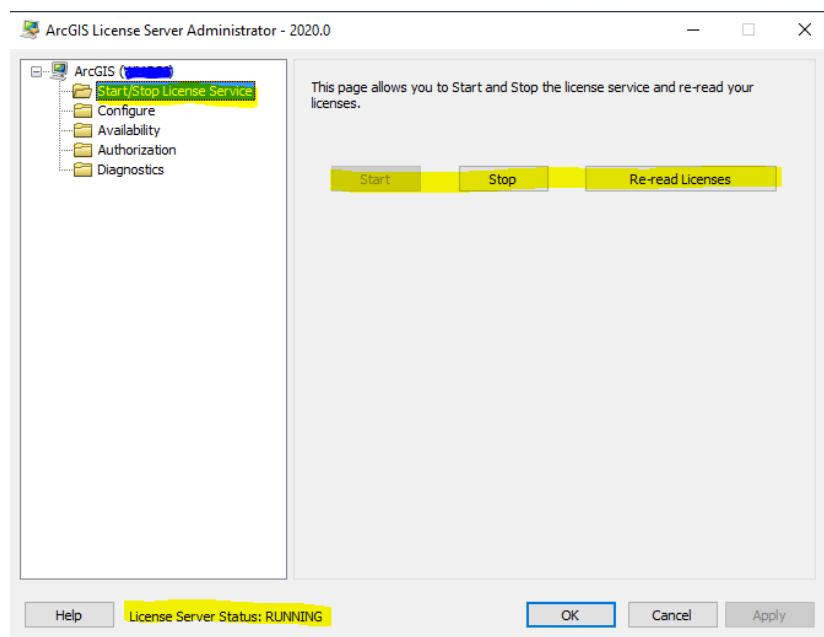 ArcGIS License Server Administrator - 2020.0
ArcGIS (
Start/Stop License Service
Configure
Availability
Authorization
Diagnostics
This page allows you to Start and Stop the license service and re-read your
licenses.
Start Stop Re-read Licenses
Help License Server Status: RUNNING OK Cancel Apply